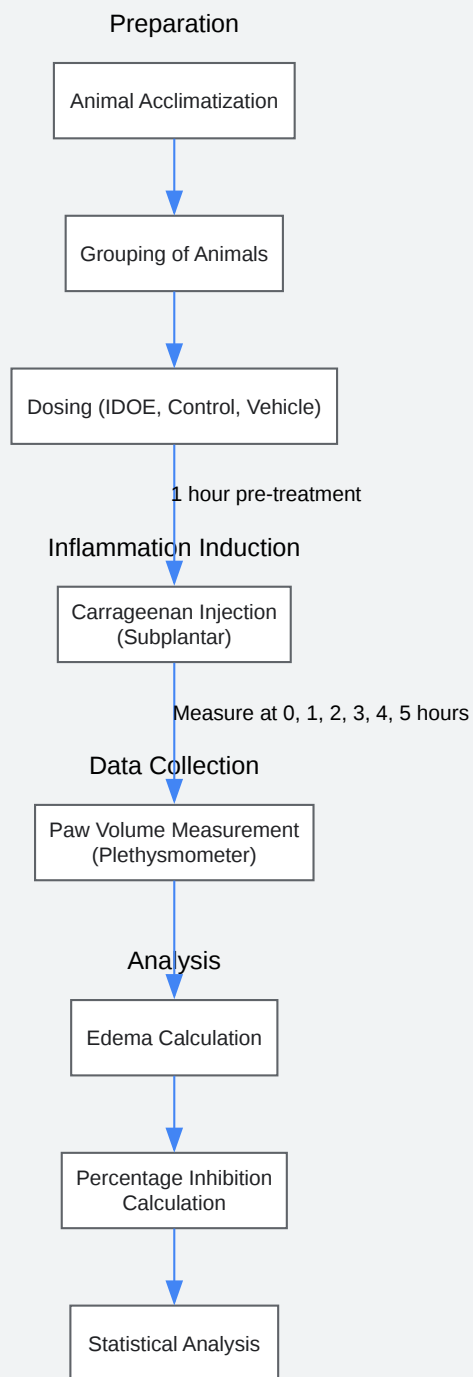 Preparation
Animal Acclimatization
Grouping of Animals
Dosing (IDOE, Control, Vehicle)
1 hour pre-treatment
Inflammation Induction
Carrageenan Injection
(Subplantar)
Measure at 0, 1, 2, 3, 4, 5 hours
Data Collection
Paw Volume Measurement
(Plethysmometer)
Analysis
Edema Calculation
Percentage Inhibition
Calculation
Statistical Analysis